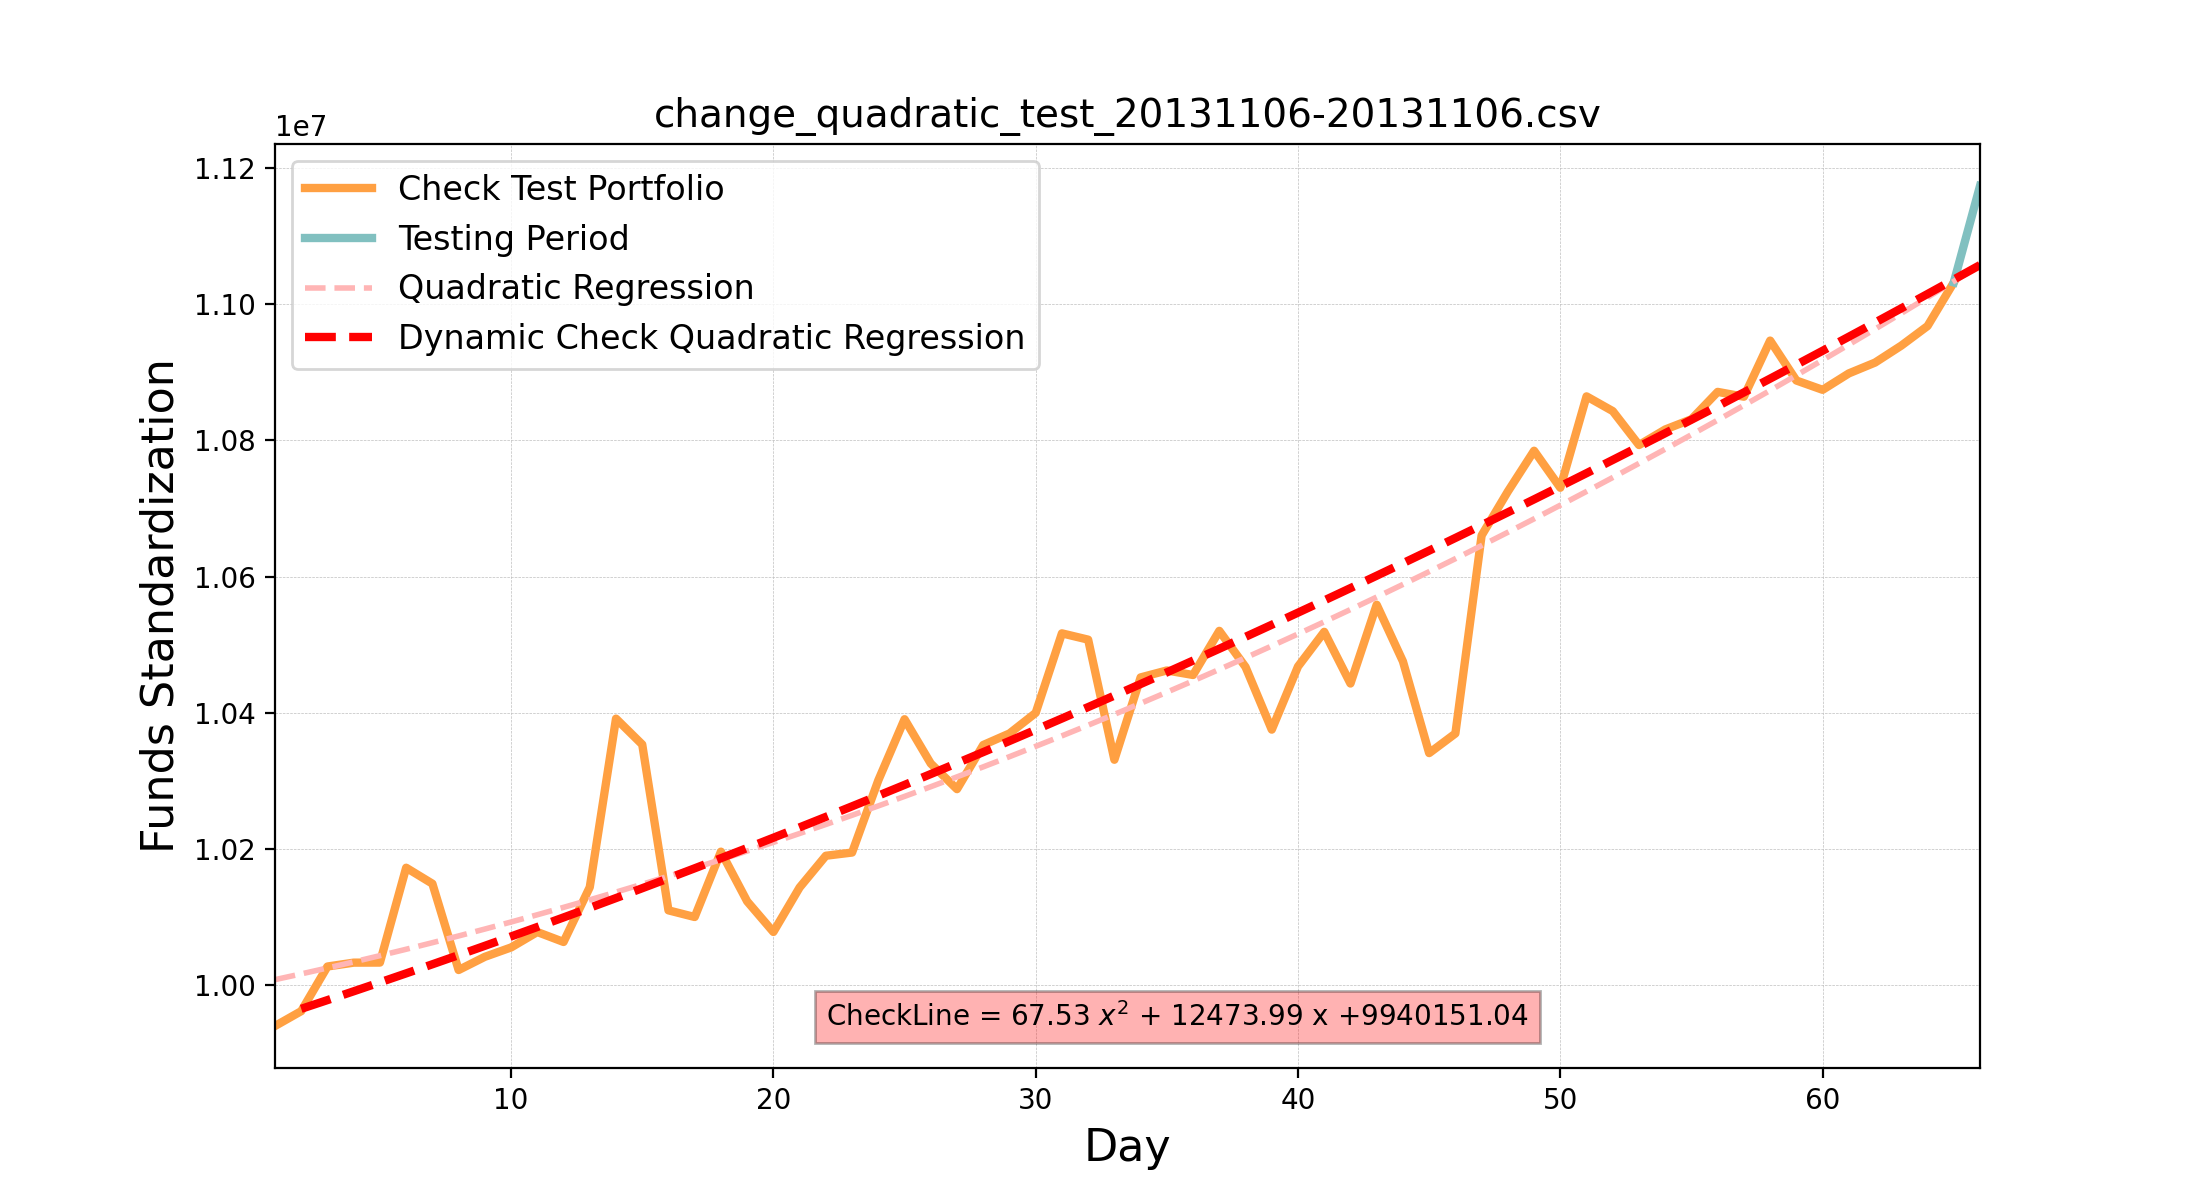 change_quadratic_test_20131106-20131106.csv
1e7
1.12
1.10
1.08
1.06
1.04
1.02
1.00
Funds Standardization
Check Test Portfolio
Testing Period
Quadratic Regression
Dynamic Check Quadratic Regression
CheckLine = 67.53 x² + 12473.99 x +9940151.04
10 20 30 40 50 60
Day